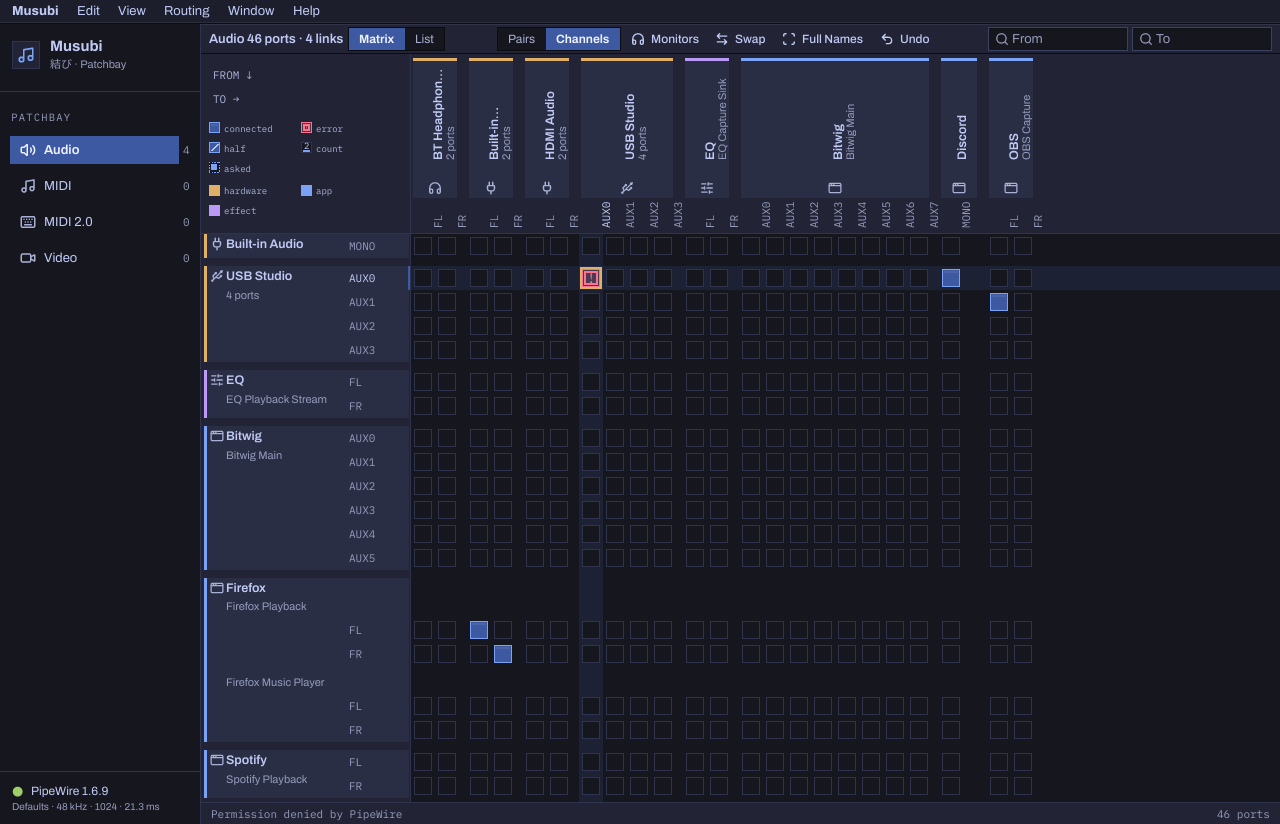 Musubi Edit View Routing Window Help
Musubi
結び · Patchbay
Audio 46 ports · 4 links Matrix List Pairs Channels Monitors Swap Full Names Undo From To
PATCHBAY
Audio 4
MIDI 0
MIDI 2.0 0
Video 0
FROM ↓
TO →
connected error
half 2 count
asked
hardware app
effect
BT Headphon... 2 ports
Built-in... 2 ports
HDMI Audio 2 ports
USB Studio 4 ports
EQ EQ Capture Sink
Bitwig Bitwig Main
Discord
OBS OBS Capture
FL FR FL FR FL FR AUX0 AUX1 AUX2 AUX3 FL FR AUX0 AUX1 AUX2 AUX3 AUX4 AUX5 AUX6 AUX7 MONO FL FR
Built-in Audio MONO
USB Studio AUX0
4 ports AUX1
AUX2
AUX3
EQ FL
EQ Playback Stream FR
Bitwig AUX0
Bitwig Main AUX1
AUX2
AUX3
AUX4
AUX5
Firefox
Firefox Playback
FL
FR
Firefox Music Player
FL
FR
Spotify FL
Spotify Playback FR
PipeWire 1.6.9
Defaults · 48 kHz · 1024 · 21.3 ms
Permission denied by PipeWire 46 ports